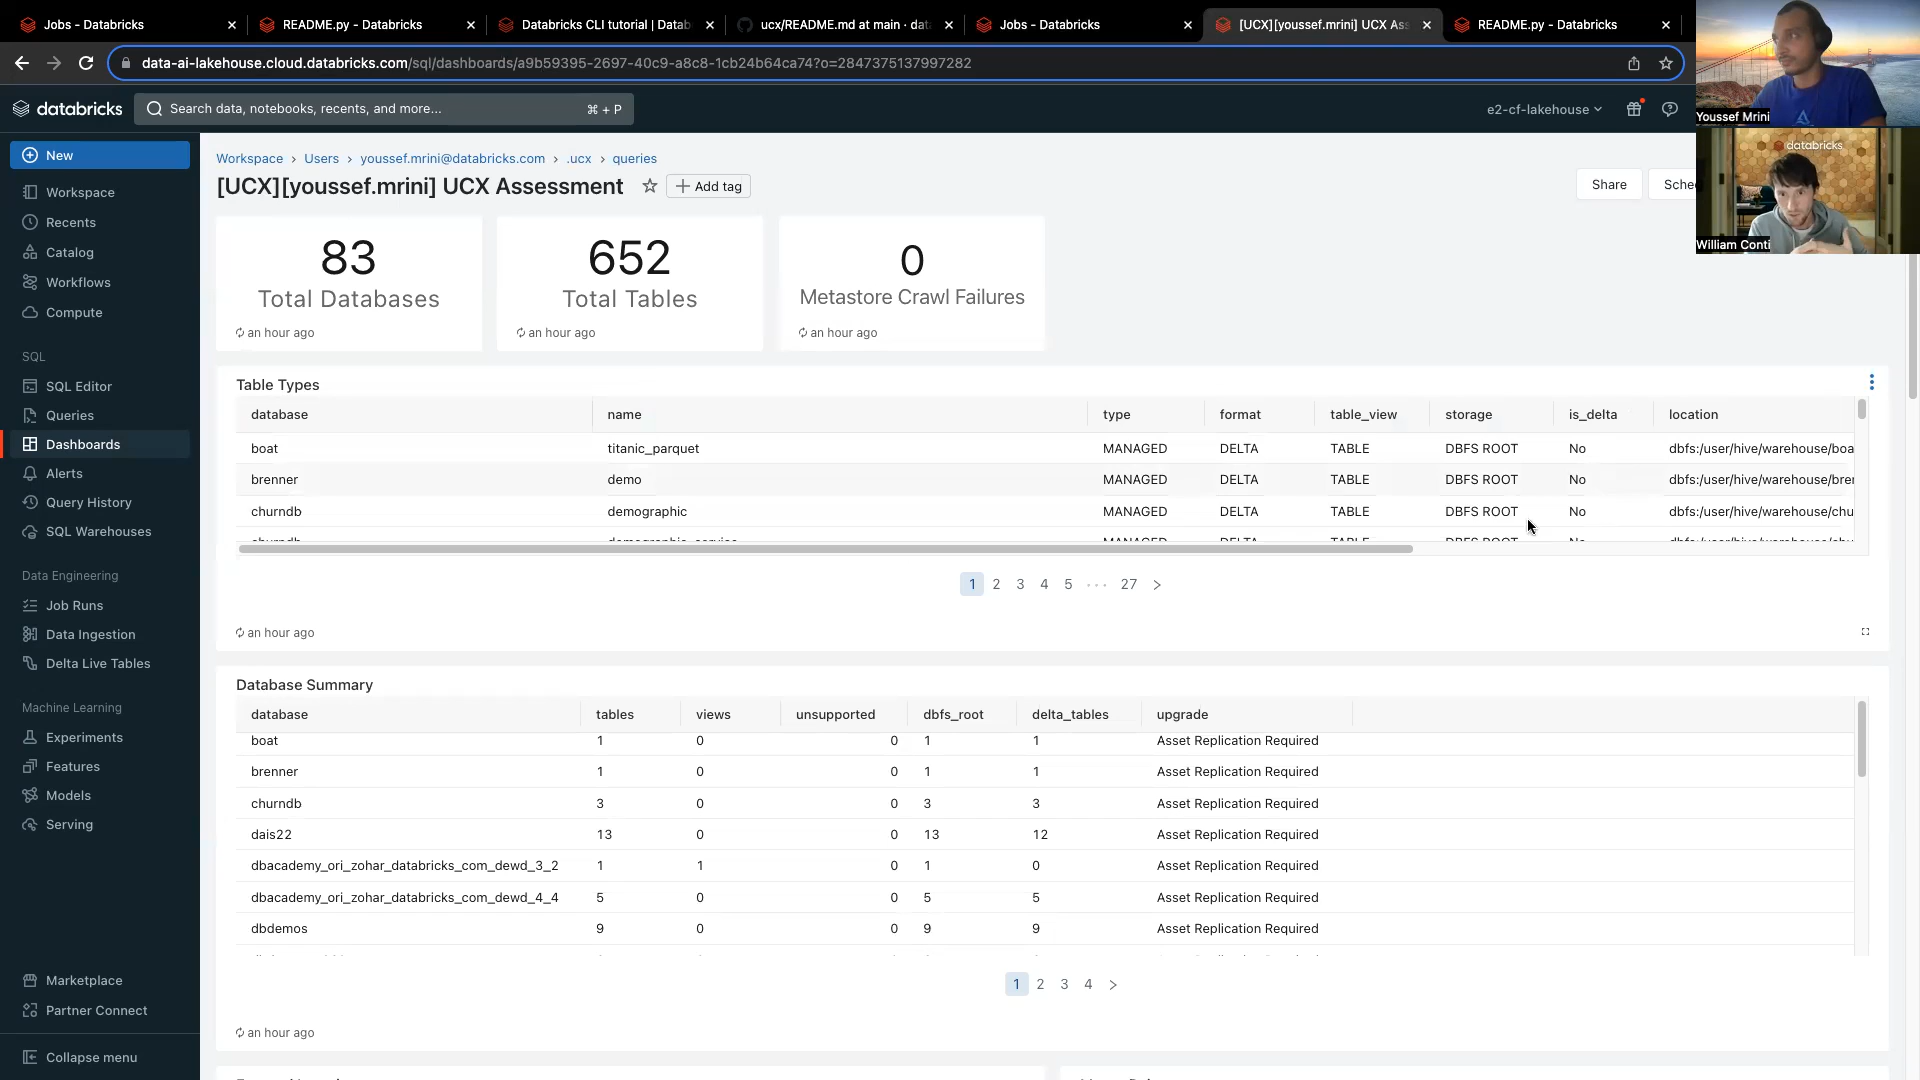 Jobs - Databricks
README.py - Databricks
Databricks CLI tutorial | Datab
ucx/README.md at main · dat
Jobs - Databricks
[UCX][youssef.mrini] UCX Ass
README.py - Databricks
data-ai-lakehouse.cloud.databricks.com/sql/dashboards/a9b59395-2697-40c9-a8c8-1cb24b64ca74?o=2847375137997282
databricks
Search data, notebooks, recents, and more...
⌘ + P
e2-cf-lakehouse
Youssef Mrini
databricks
William Conti
New
Workspace
Recents
Catalog
Workflows
Compute
SQL
SQL Editor
Queries
Dashboards
Alerts
Query History
SQL Warehouses
Data Engineering
Job Runs
Data Ingestion
Delta Live Tables
Machine Learning
Experiments
Features
Models
Serving
Marketplace
Partner Connect
Collapse menu
Workspace › Users › youssef.mrini@databricks.com › .ucx › queries
[UCX][youssef.mrini] UCX Assessment
Add tag
Share
Sche
83
Total Databases
an hour ago
652
Total Tables
an hour ago
0
Metastore Crawl Failures
an hour ago
Table Types
database name type format table_view storage is_delta location
boat titanic_parquet MANAGED DELTA TABLE DBFS ROOT No dbfs:/user/hive/warehouse/boa
brenner demo MANAGED DELTA TABLE DBFS ROOT No dbfs:/user/hive/warehouse/brer
churndb demographic MANAGED DELTA TABLE DBFS ROOT No dbfs:/user/hive/warehouse/chu
1 2 3 4 5 ··· 27 >
an hour ago
Database Summary
database tables views unsupported dbfs_root delta_tables upgrade
boat 1 0 0 1 1 Asset Replication Required
brenner 1 0 0 1 1 Asset Replication Required
churndb 3 0 0 3 3 Asset Replication Required
dais22 13 0 0 13 12 Asset Replication Required
dbacademy_ori_zohar_databricks_com_dewd_3_2 1 1 0 1 0 Asset Replication Required
dbacademy_ori_zohar_databricks_com_dewd_4_4 5 0 0 5 5 Asset Replication Required
dbdemos 9 0 0 9 9 Asset Replication Required
1 2 3 4 >
an hour ago